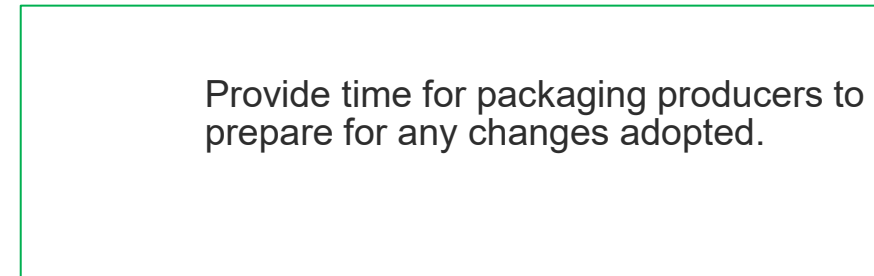 Provide time for packaging producers to
prepare for any changes adopted.